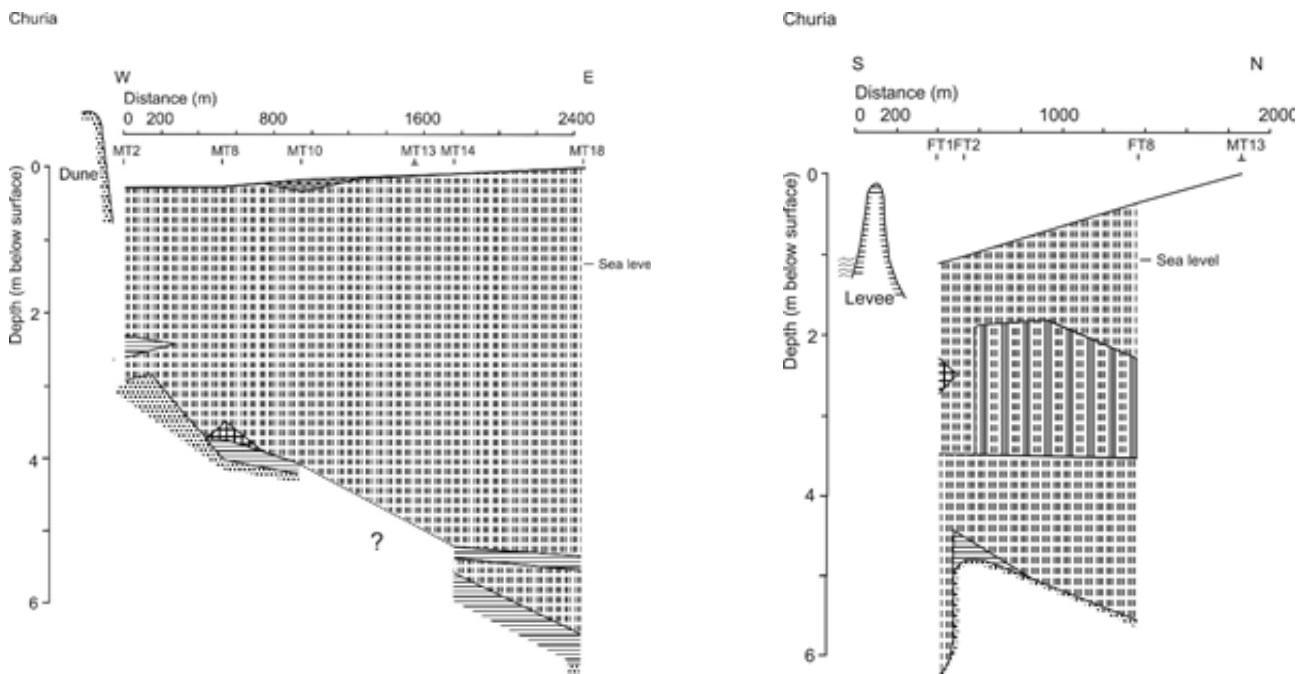 Churia
W E
Distance (m)
0 200 800 1600 2400
MT2 MT8 MT10 MT13 MT14 MT18
Dune
0
2
4
6
Depth (m below surface)
Sea leve
?
Churia
S N
Distance (m)
0 200 1000 2000
FT1FT2 FT8 MT13
0
2
4
6
Depth (m below surface)
Sea level
Levee